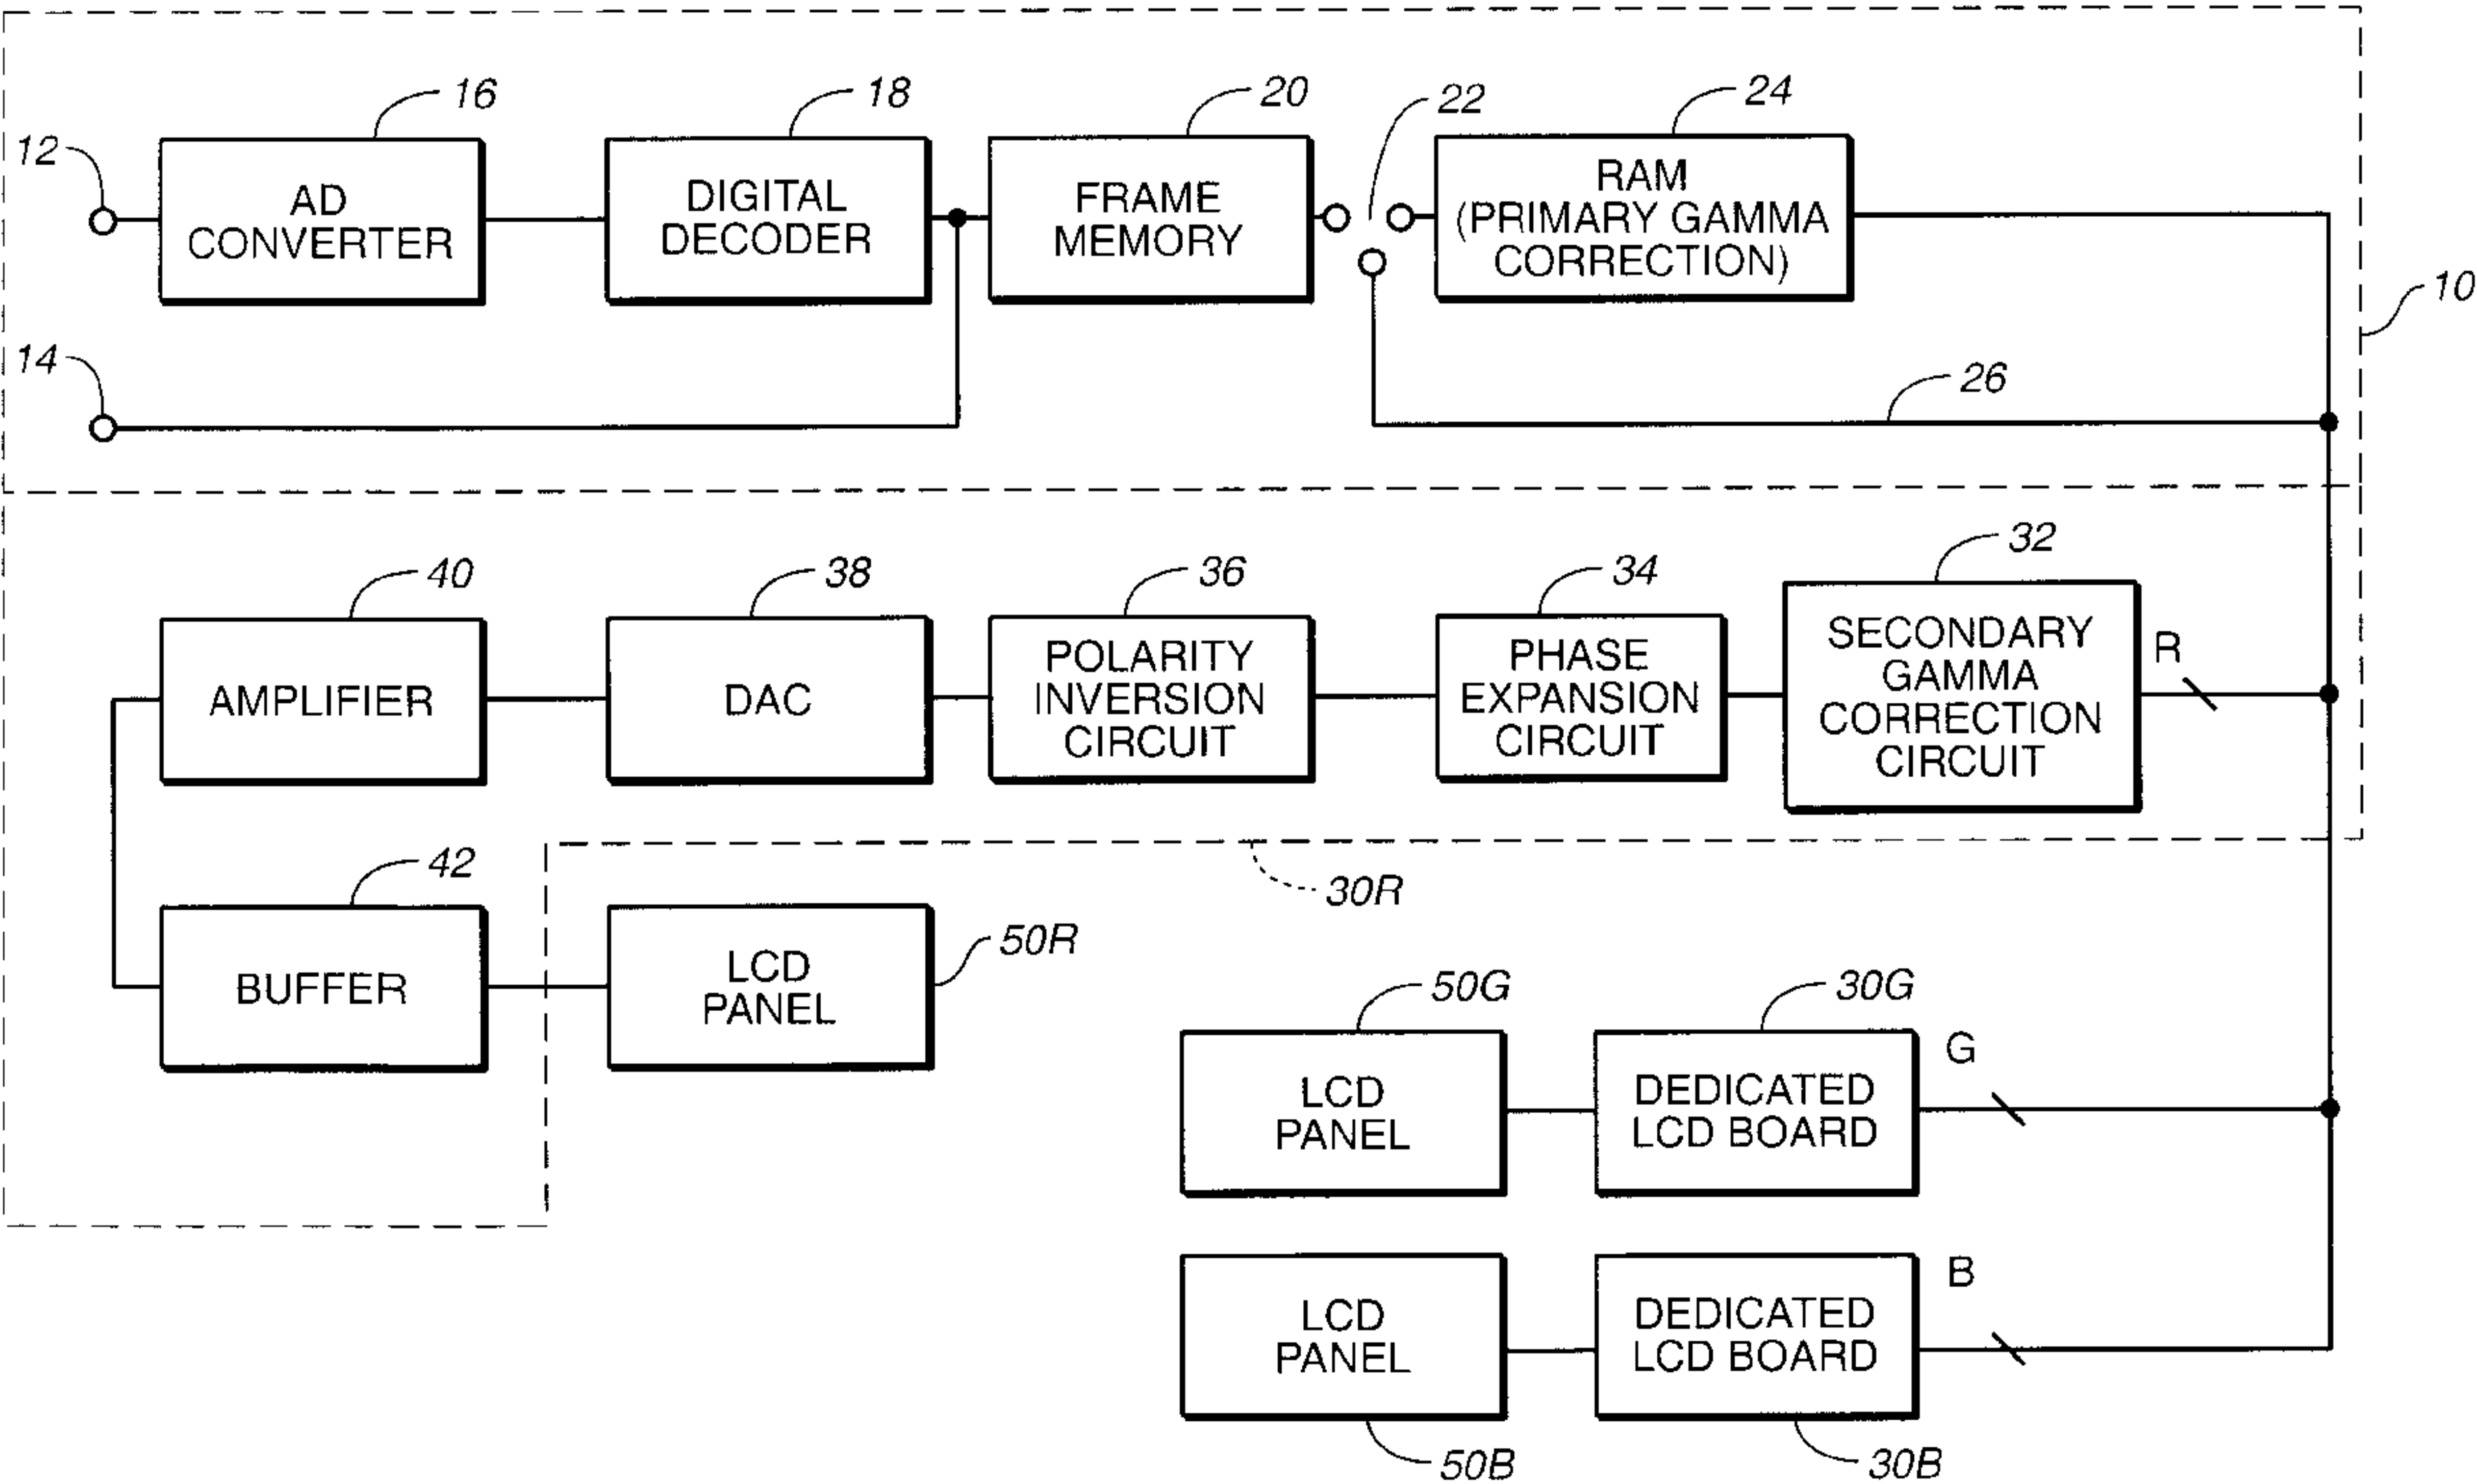 16
18
20
22
24
12
AD
CONVERTER
DIGITAL
DECODER
FRAME
MEMORY
RAM
(PRIMARY GAMMA
CORRECTION)
10
14
26
40
38
36
34
32
AMPLIFIER
DAC
POLARITY
INVERSION
CIRCUIT
PHASE
EXPANSION
CIRCUIT
SECONDARY
GAMMA
CORRECTION
CIRCUIT
R
42
30R
BUFFER
LCD
PANEL
50R
50G
30G
G
LCD
PANEL
DEDICATED
LCD BOARD
B
LCD
PANEL
DEDICATED
LCD BOARD
50B
30B